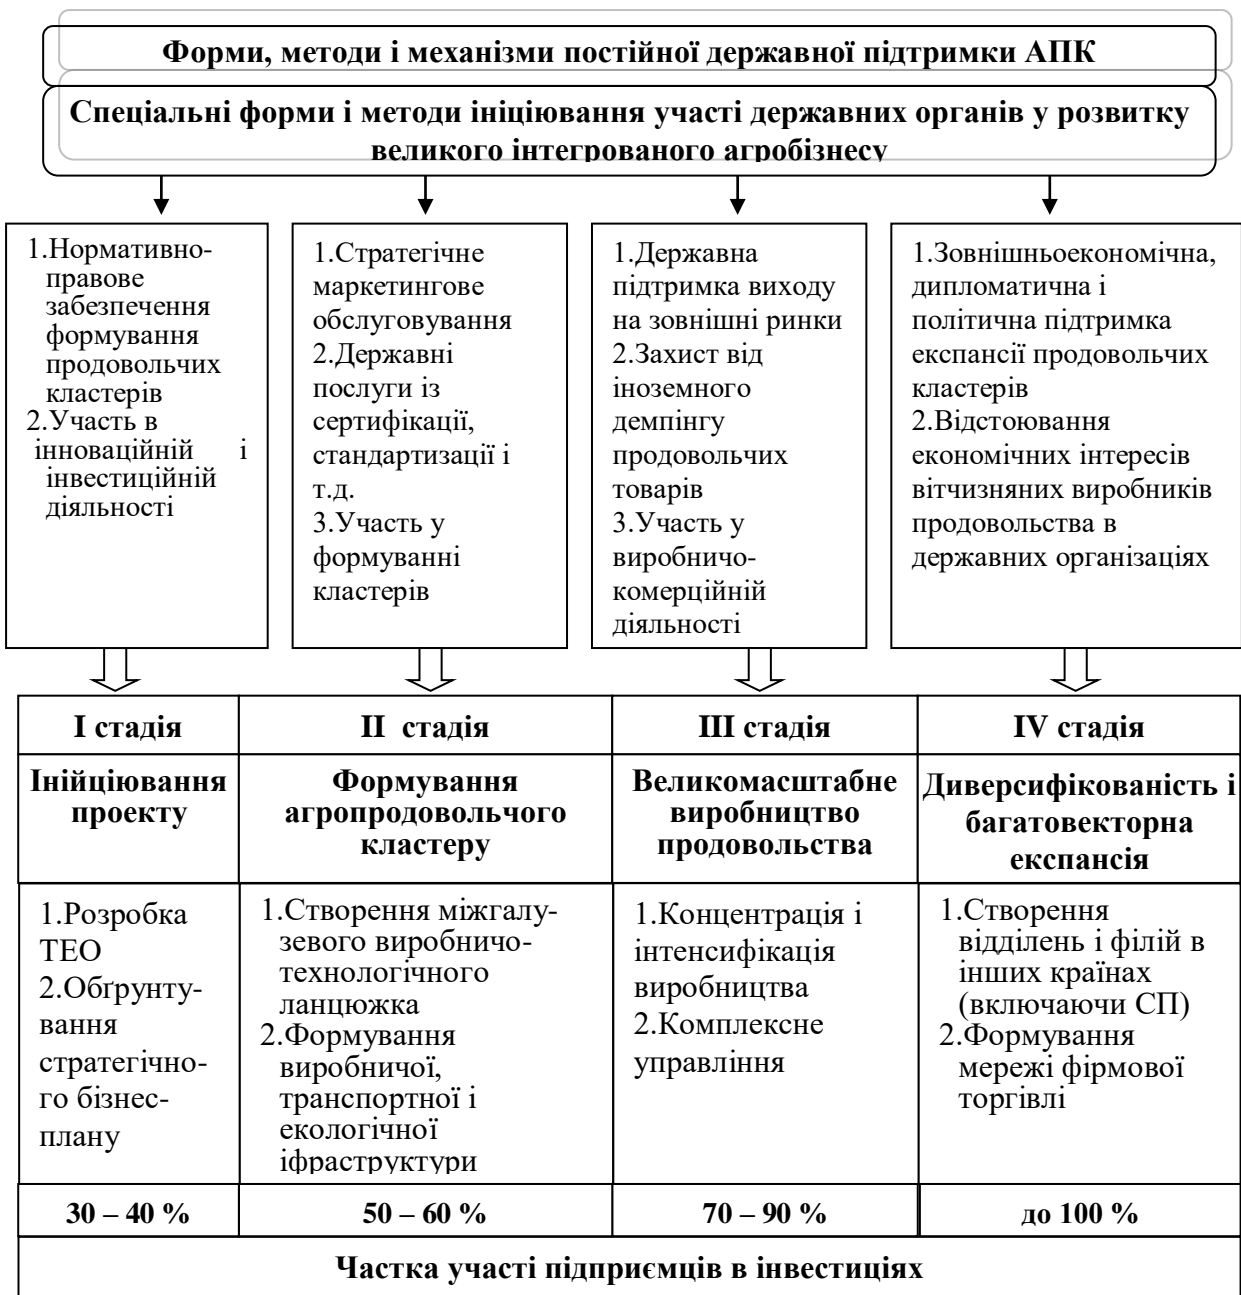 Форми, методи і механізми постійної державної підтримки АПК
Спеціальні форми і методи ініціювання участі державних органів у розвитку
великого інтегрованого агробізнесу
1.Нормативно-
правове
забезпечення
формування
продовольчих
кластерів
2.Участь в
інноваційній і
інвестиційній
діяльності
1.Стратегічне
маркетингове
обслуговування
2.Державні
послуги із
сертифікації,
стандартизації і
т.д.
3.Участь у
формуванні
кластерів
1.Державна
підтримка виходу
на зовнішні ринки
2.Захист від
іноземного
демпінгу
продовольчих
товарів
3.Участь у
виробничо-
комерційній
діяльності
1.Зовнішньоекономічна,
дипломатична і
політична підтримка
експансії продовольчих
кластерів
2.Відстоювання
економічних інтересів
вітчизняних виробників
продовольства в
державних організаціях
I стадія
II стадія
III стадія
IV стадія
Інійціювання
проекту
Формування
агропродовольчого
кластеру
Великомасштабне
виробництво
продовольства
Диверсифікованість і
багатовекторна
експансія
1.Розробка
ТЕО
2.Обґрунту-
вання
стратегічно-
го бізнес-
плану
1.Створення міжгалу-
зевого виробничо-
технологічного
ланцюжка
2.Формування
виробничої,
транспортної і
екологічної
іфраструктури
1.Концентрація і
інтенсифікація
виробництва
2.Комплексне
управління
1.Створення
відділень і філій в
інших країнах
(включаючи СП)
2.Формування
мережі фірмової
торгівлі
30 – 40 %
50 – 60 %
70 – 90 %
до 100 %
Частка участі підприємців в інвестиціях